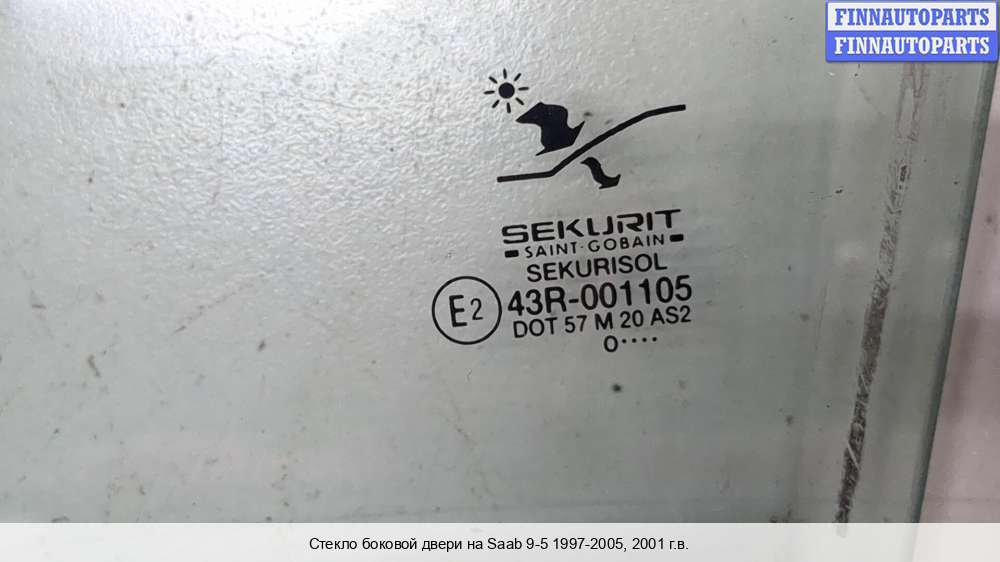 FINNAUTOPARTS
FINNAUTOPARTS
SEKURIT
SAINT-GOBAIN
SEKURISOL
E2 43R-001105
DOT 57 M 20 AS2
0····
Стекло боковой двери на Saab 9-5 1997-2005, 2001 г.в.